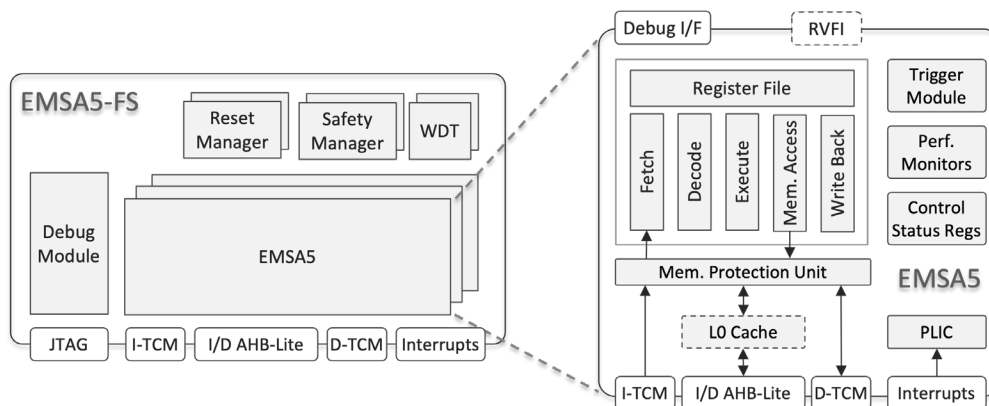 EMSA5-FS
Reset
Manager
Safety
Manager
WDT
Debug
Module
EMSA5
JTAG
I-TCM
I/D AHB-Lite
D-TCM
Interrupts
Debug I/F
RVFI
Register File
Fetch
Decode
Execute
Mem. Access
Write Back
Trigger
Module
Perf.
Monitors
Control
Status Regs
Mem. Protection Unit
EMSA5
L0 Cache
PLIC
I-TCM
I/D AHB-Lite
D-TCM
Interrupts